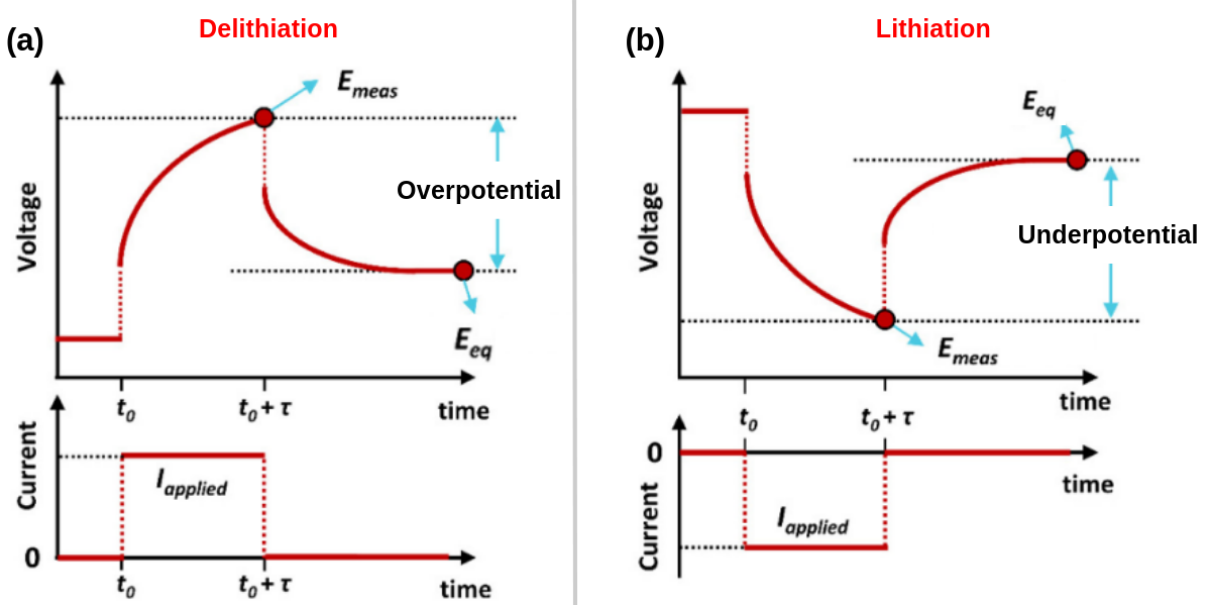 (a)
Delithiation
E_meas
Voltage
Overpotential
E_eq
t_0
t_0 + τ
time
Current
I_applied
0
t_0
t_0 + τ
time
(b)
Lithiation
E_eq
Voltage
Underpotential
E_meas
time
t_0
t_0 + τ
0
time
Current
I_applied